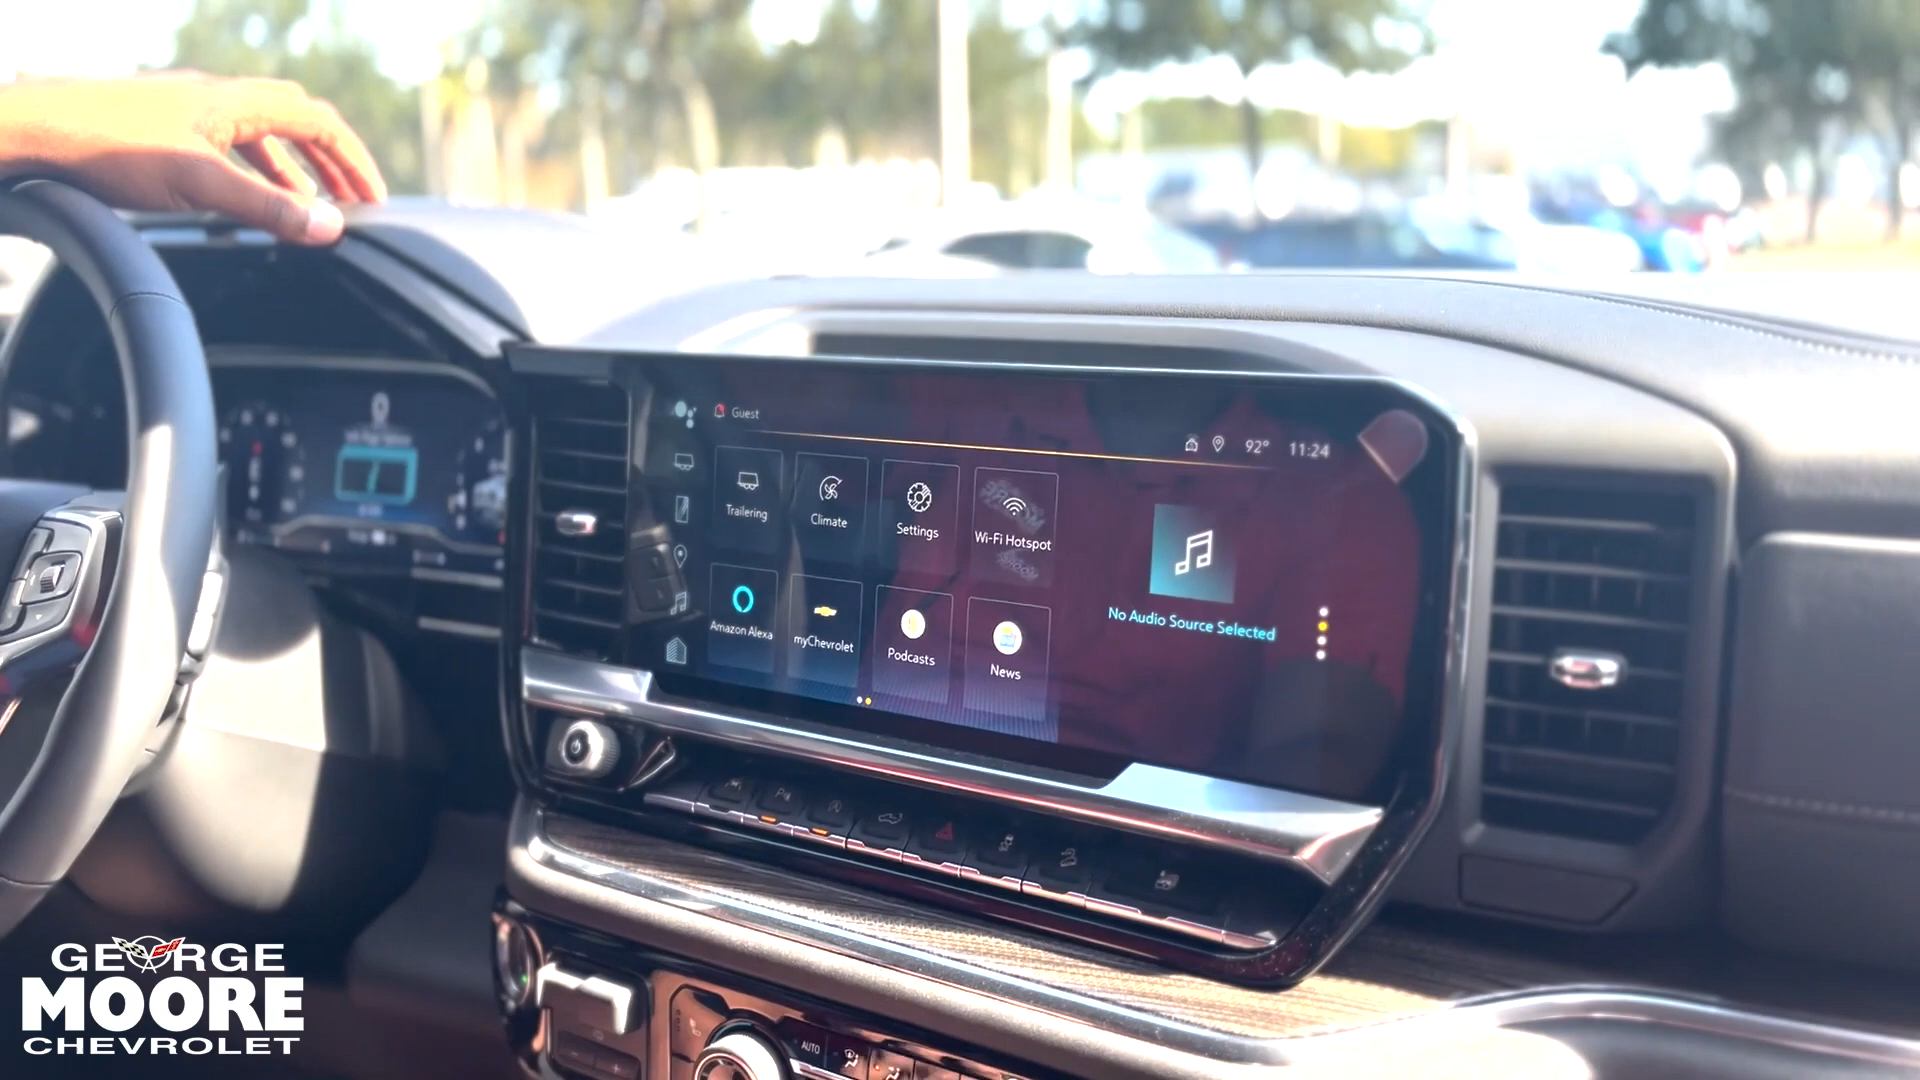 Guest
92° 11:24
Trailering
Climate
Settings
Wi-Fi Hotspot
Amazon Alexa
myChevrolet
Podcasts
News
No Audio Source Selected
AUTO
GEORGE
MOORE
CHEVROLET